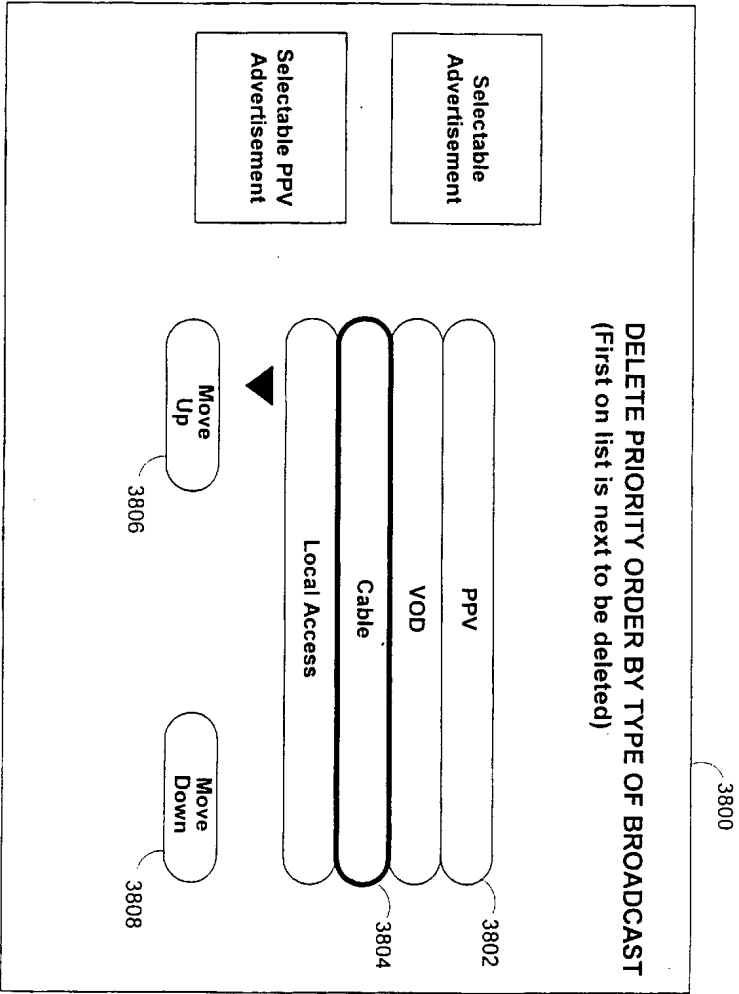 3800
DELETE PRIORITY ORDER BY TYPE OF BROADCAST
(First on list is next to be deleted)
Selectable
Advertisement
Selectable PPV
Advertisement
PPV
3802
VOD
Cable
3804
Local Access
Move
Up
3806
Move
Down
3808